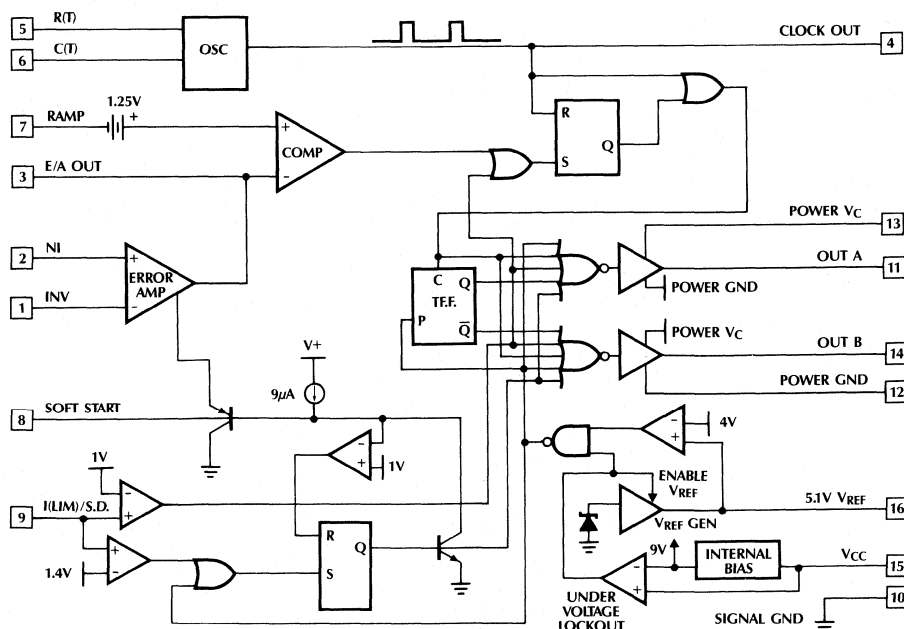 5 R(T)
6 C(T)
OSC
CLOCK OUT 4
1.25V
7 RAMP +
+
COMP
-
3 E/A OUT
R
S
Q
2 NI
+
ERROR
AMP
1 INV
-
C
T.F.F.
Q
P
Q̅
POWER VC 13
OUT A 11
POWER GND
POWER VC
OUT B 14
POWER GND 12
V+
9µA
8 SOFT START
-
+
1V
-
+
4V
ENABLE
VREF
5.1V VREF 16
VREF GEN
1V
-
9 I(LIM)/S.D. +
+
1.4V -
R
S
Q
9V
INTERNAL
BIAS
VCC 15
-
+
UNDER
VOLTAGE
LOCKOUT
SIGNAL GND 10